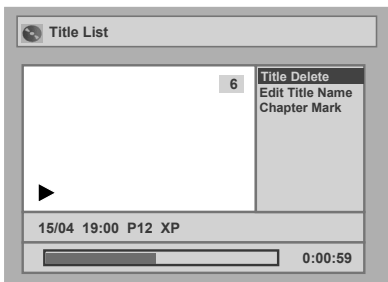 Title List
6
Title Delete
Edit Title Name
Chapter Mark
15/04 19:00 P12 XP
0:00:59